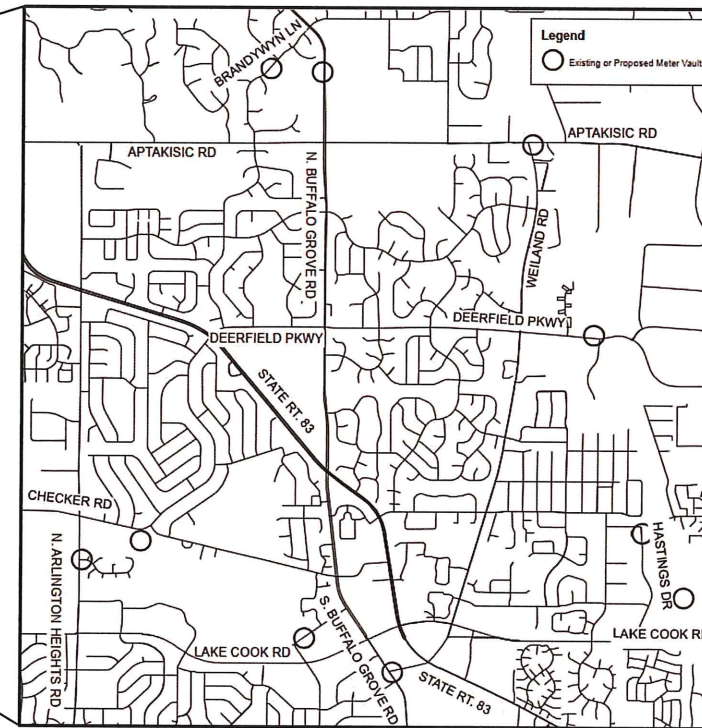 BRANDYWYN LN
Legend
Existing or Proposed Meter Vault
APTAKISIC RD
APTAKISIC RD
N. BUFFALO GROVE RD
WEILAND RD
DEERFIELD PKWY
DEERFIELD PKWY
STATE RT. 83
CHECKER RD
N. ARLINGTON HEIGHTS RD
HASTINGS DR
S. BUFFALO GROVE RD
LAKE COOK RD
LAKE COOK R
STATE RT. 83